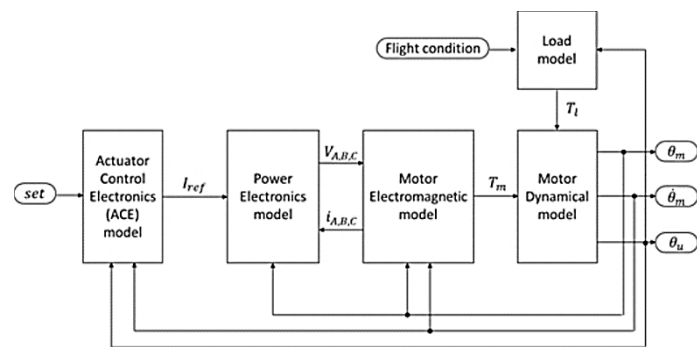 Flight condition
Load
model
T_l
Actuator
Control
Electronics
(ACE)
model
set
I_ref
Power
Electronics
model
V_A,B,C
i_A,B,C
Motor
Electromagnetic
model
T_m
Motor
Dynamical
model
θ_m
θ̇_m
θ_u